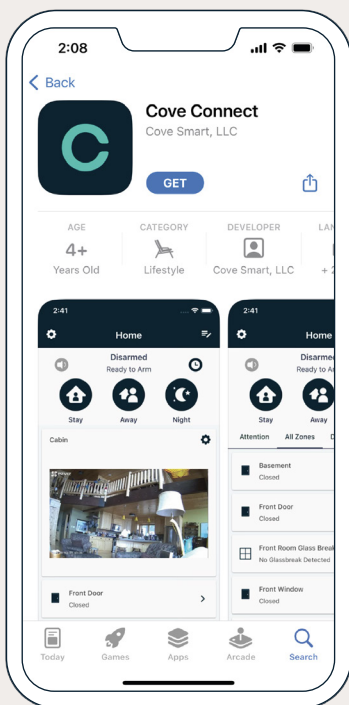 2:08
Back
Cove Connect
Cove Smart, LLC
GET
AGE
CATEGORY
DEVELOPER
LAN
4+
Years Old
Lifestyle
Cove Smart, LLC
+ 2
2:41
Home
Disarmed
Ready to Arm
Stay
Away
Night
Cabin
Front Door
Closed
2:41
Home
Disarmed
Ready to Ar
Stay
Away
Attention
All Zones
D
Basement
Closed
Front Door
Closed
Front Room Glass Break
No Glassbreak Detected
Front Window
Closed
Today
Games
Apps
Arcade
Search